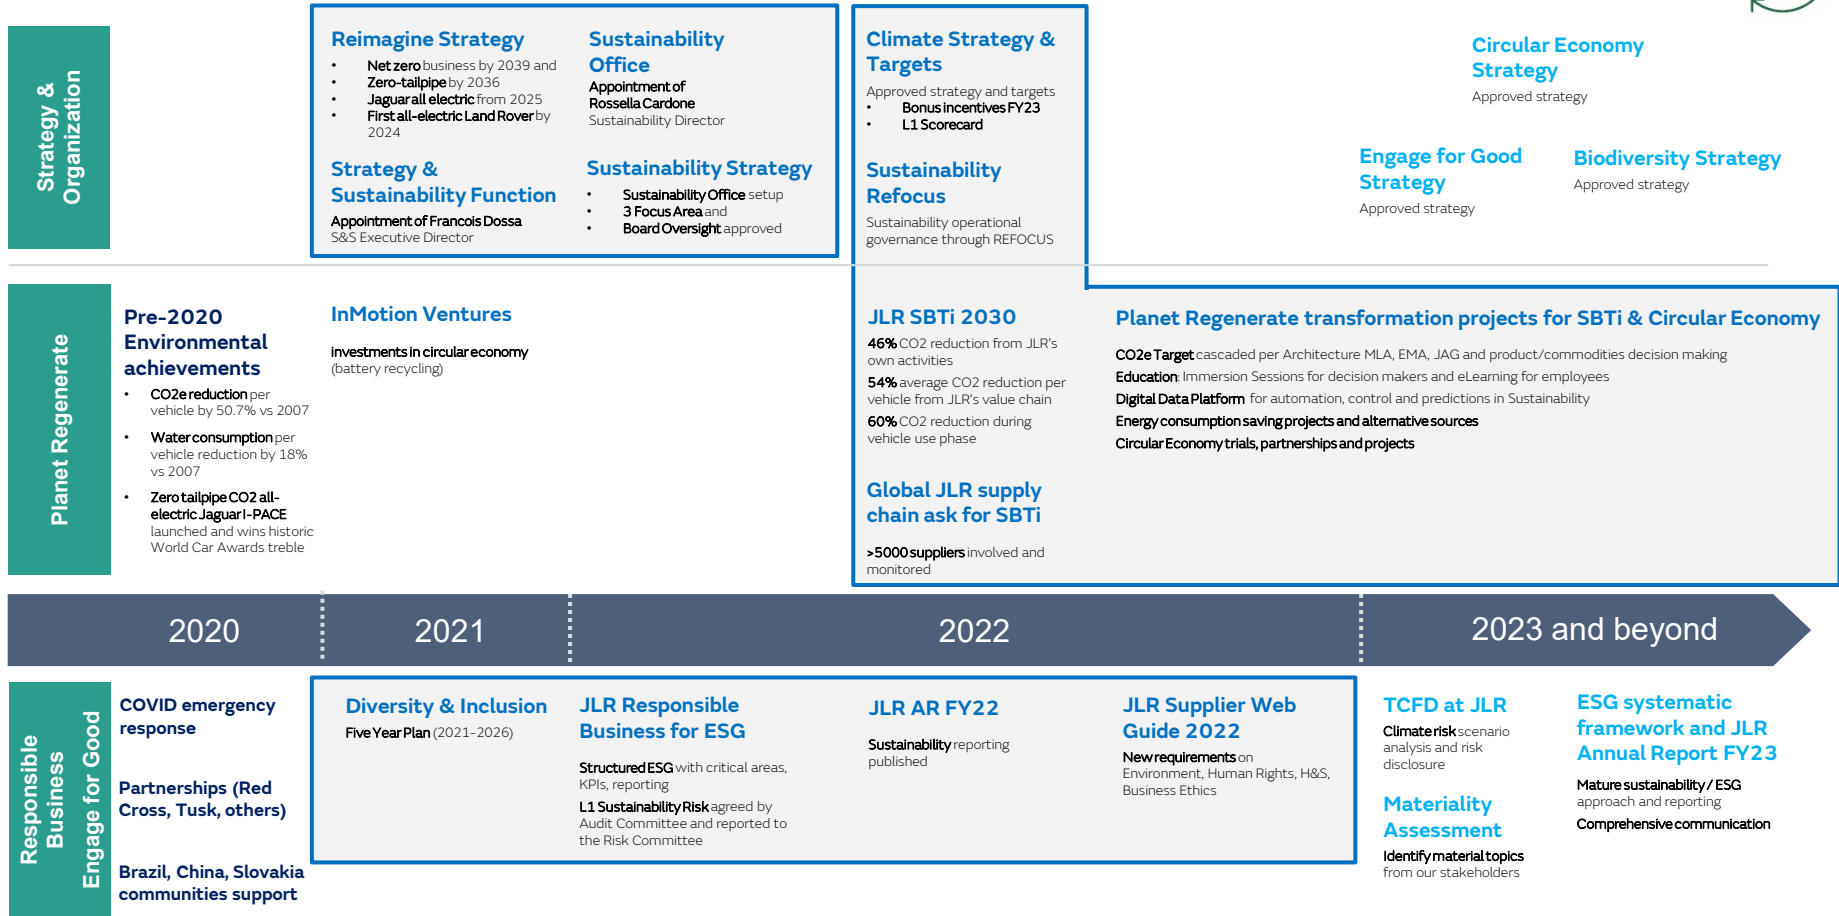 Strategy &
Organization
Reimagine Strategy
• Net zero business by 2039 and
• Zero-tailpipe by 2036
• Jaguar all electric from 2025
• First all-electric Land Rover by
2024
Strategy &
Sustainability Function
Appointment of Francois Dossa
S&S Executive Director
Sustainability
Office
Appointment of
Rossella Cardone
Sustainability Director
Sustainability Strategy
• Sustainability Office setup
• 3 Focus Area and
• Board Oversight approved
Climate Strategy &
Targets
Approved strategy and targets
• Bonus incentives FY23
• L1 Scorecard
Sustainability
Refocus
Sustainability operational
governance through REFOCUS
Circular Economy
Strategy
Approved strategy
Engage for Good
Strategy
Approved strategy
Biodiversity Strategy
Approved strategy
Planet Regenerate
Pre-2020
Environmental
achievements
• CO2e reduction per
vehicle by 50.7% vs 2007
• Water consumption per
vehicle reduction by 18%
vs 2007
• Zero tailpipe CO2 all-
electric Jaguar I-PACE
launched and wins historic
World Car Awards treble
InMotion Ventures
investments in circular economy
(battery recycling)
JLR SBTi 2030
46% CO2 reduction from JLR's
own activities
54% average CO2 reduction per
vehicle from JLR's value chain
60% CO2 reduction during
vehicle use phase
Global JLR supply
chain ask for SBTi
>5000 suppliers involved and
monitored
Planet Regenerate transformation projects for SBTi & Circular Economy
CO2e Target cascaded per Architecture MLA, EMA, JAG and product/commodities decision making
Education: Immersion Sessions for decision makers and eLearning for employees
Digital Data Platform for automation, control and predictions in Sustainability
Energy consumption saving projects and alternative sources
Circular Economy trials, partnerships and projects
2020
2021
2022
2023 and beyond
Responsible
Business
Engage for Good
COVID emergency
response
Partnerships (Red
Cross, Tusk, others)
Brazil, China, Slovakia
communities support
Diversity & Inclusion
Five Year Plan (2021-2026)
JLR Responsible
Business for ESG
Structured ESG with critical areas,
KPIs, reporting
L1 Sustainability Risk agreed by
Audit Committee and reported to
the Risk Committee
JLR AR FY22
Sustainability reporting
published
JLR Supplier Web
Guide 2022
New requirements on
Environment, Human Rights, H&S,
Business Ethics
TCFD at JLR
Climate risk scenario
analysis and risk
disclosure
Materiality
Assessment
Identify material topics
from our stakeholders
ESG systematic
framework and JLR
Annual Report FY23
Mature sustainability / ESG
approach and reporting
Comprehensive communication